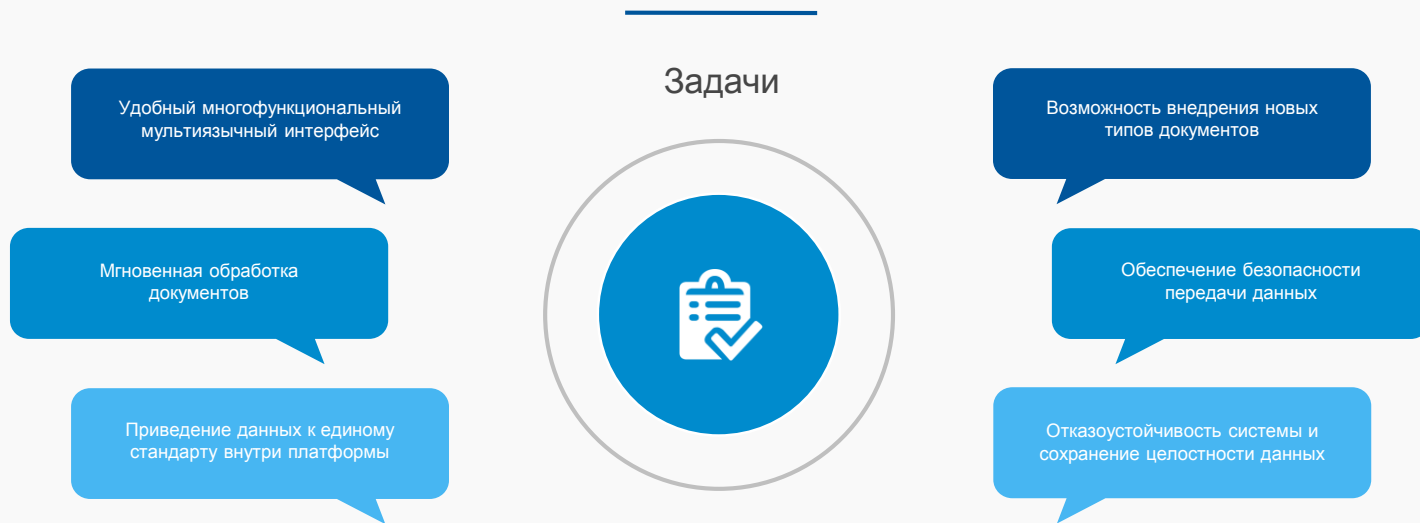 Задачи
Удобный многофункциональный
мультиязычный интерфейс
Мгновенная обработка
документов
Приведение данных к единому
стандарту внутри платформы
Возможность внедрения новых
типов документов
Обеспечение безопасности
передачи данных
Отказоустойчивость системы и
сохранение целостности данных